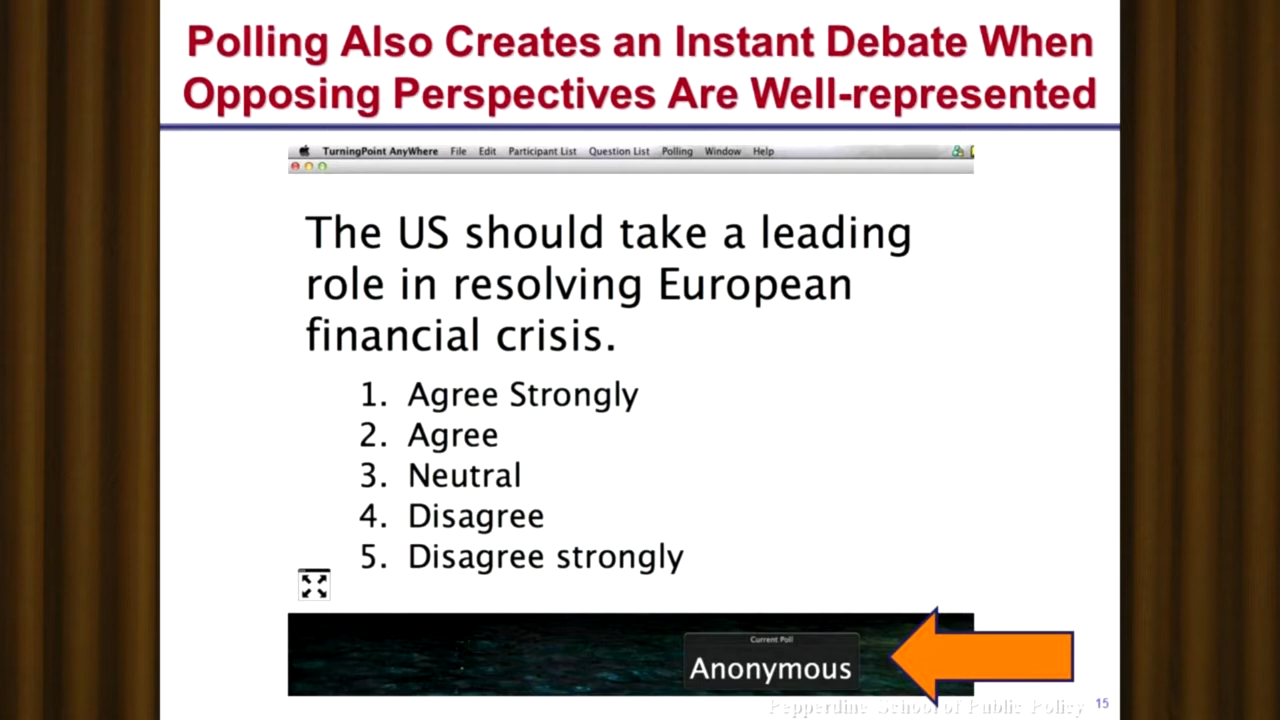 Polling Also Creates an Instant Debate When
Opposing Perspectives Are Well-represented
TurningPoint AnyWhere File Edit Participant List Question List Polling Window Help
The US should take a leading
role in resolving European
financial crisis.
1. Agree Strongly
2. Agree
3. Neutral
4. Disagree
5. Disagree strongly
Current Poll
Anonymous
Pepperdine School of Public Policy 15